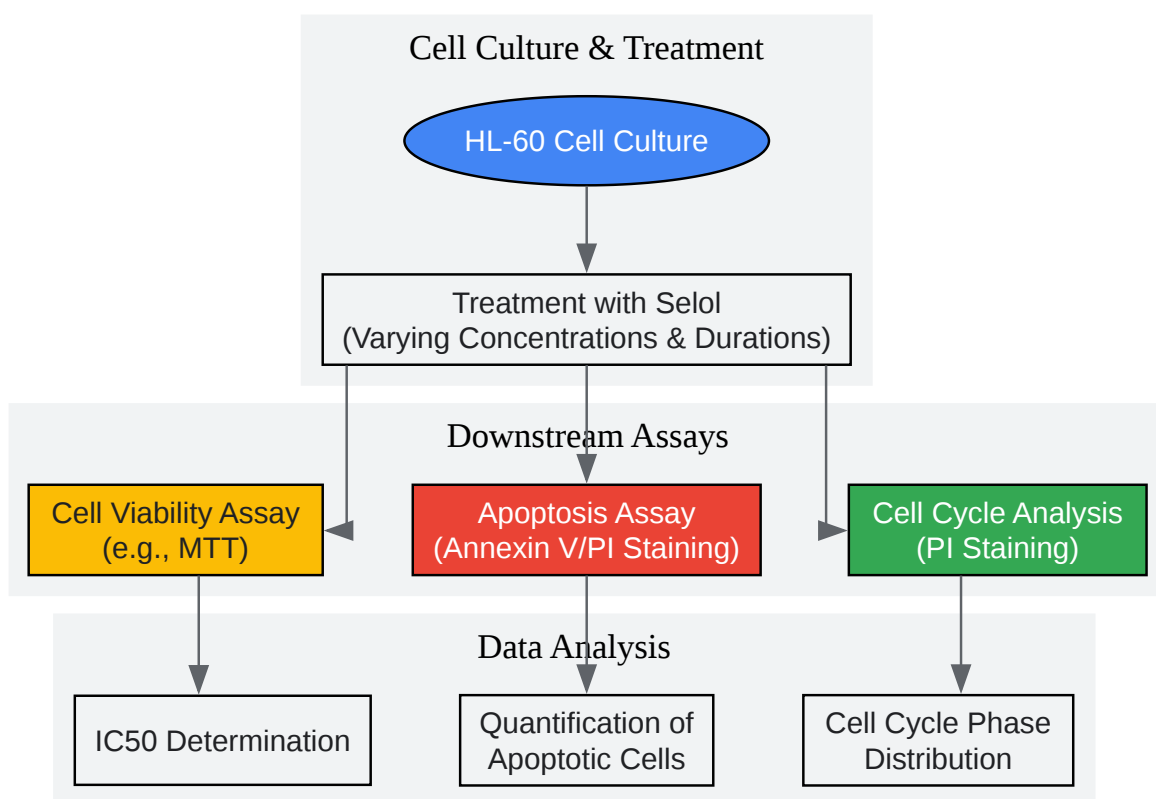 Cell Culture & Treatment
HL-60 Cell Culture
Treatment with Selol
(Varying Concentrations & Durations)
Downstream Assays
Cell Viability Assay
(e.g., MTT)
Apoptosis Assay
(Annexin V/PI Staining)
Cell Cycle Analysis
(PI Staining)
Data Analysis
IC50 Determination
Quantification of
Apoptotic Cells
Cell Cycle Phase
Distribution